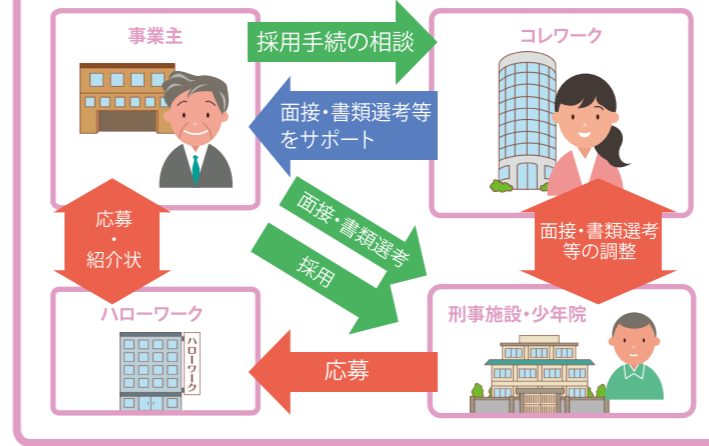 事業主
採用手続の相談
コレワーク
面接・書類選考等
をサポート
面接・書類選考
採用
応募
・
紹介状
面接・書類選考
等の調整
ハローワーク
ハローワーク
応募
刑事施設・少年院